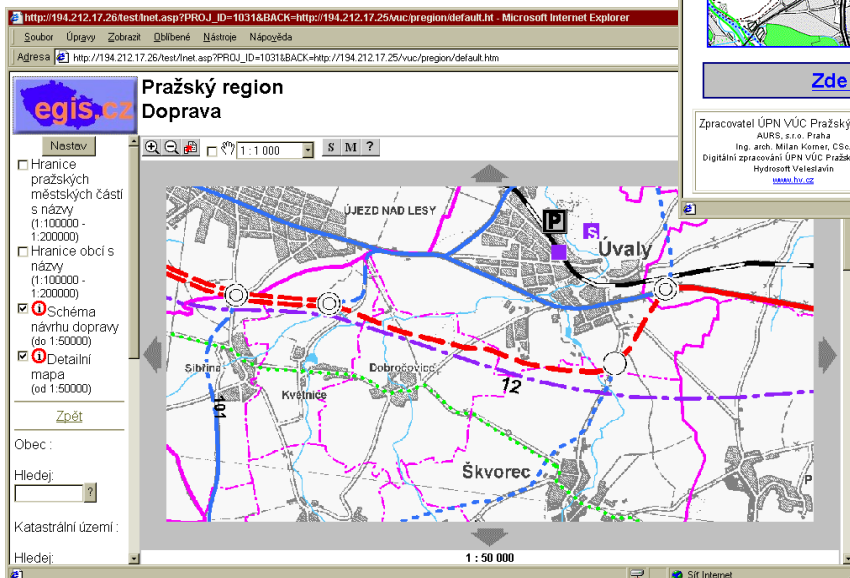 http://194.212.17.26/test/Inet.asp?PROJ_ID=1031&BACK=http://194.212.17.25/vuc/pregion/default.ht - Microsoft Internet Explorer
Soubor Úpravy Zobrazit Oblíbené Nástroje Nápověda
Adresa http://194.212.17.26/test/Inet.asp?PROJ_ID=1031&BACK=http://194.212.17.25/vuc/pregion/default.htm
egis.cz
Pražský region
Doprava
Nastav
1:1 000
S M ?
Hranice
pražských
městských částí
s názvy
(1:100000 -
1:200000)
Hranice obcí s
názvy
(1:100000 -
1:200000)
Schéma
návrhu dopravy
(do 1:50000)
Detailní
mapa
(od 1:50000)
Zpět
Obec :
Hledej:
?
Katastrální území :
Hledej:
ÚJEZD NAD LESY
P
S
Úvaly
Sibřina
Dobročovice
Květnice
12
101
Škvorec
P
1 : 50 000
Zde
Zpracovatel ÚPN VÚC Pražský
AURS, s.r.o. Praha
Ing. arch. Milan Korner, CSc.
Digitální zpracování ÚPN VÚC Pražsk
Hydrosoft Veleslavín
www.hv.cz
Síť Internet